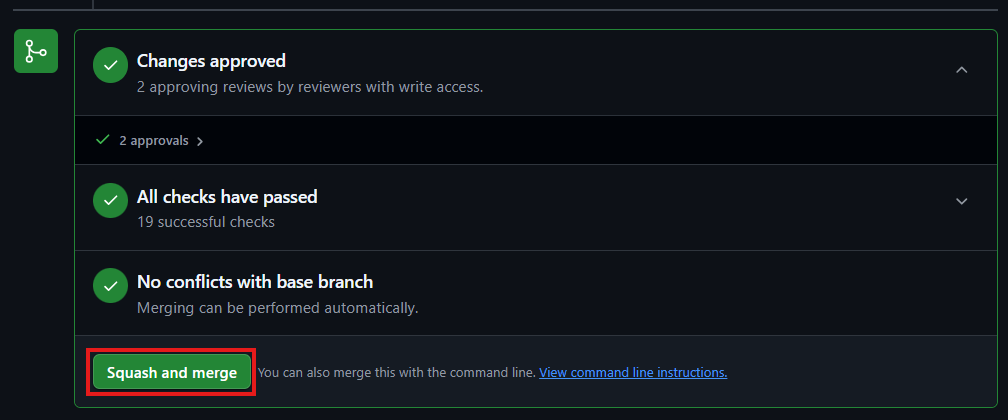 Changes approved
2 approving reviews by reviewers with write access.
2 approvals
All checks have passed
19 successful checks
No conflicts with base branch
Merging can be performed automatically.
Squash and merge You can also merge this with the command line. View command line instructions.